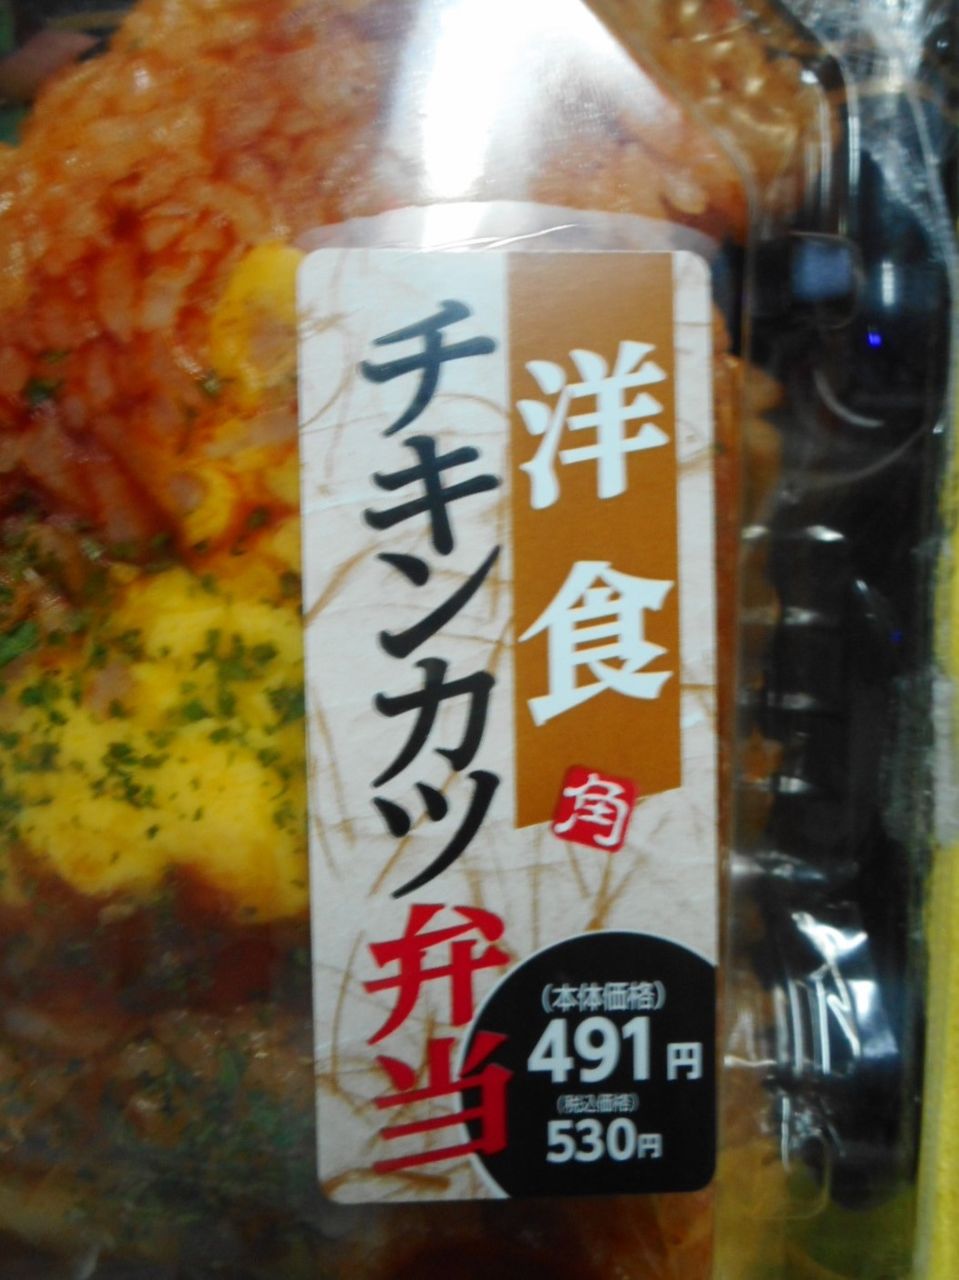 洋食
角
チキンカツ弁当
(本体価格)
491円
(税込価格)
530円